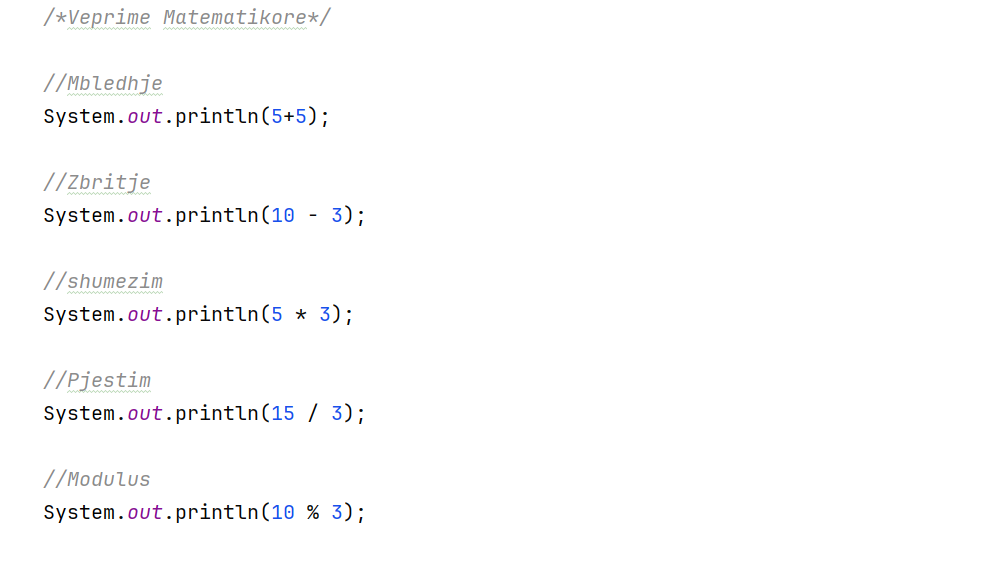 /*Veprime Matematikore*/
//Mbledhje
System.out.println(5+5);
//Zbritje
System.out.println(10 - 3);
//shumezim
System.out.println(5 * 3);
//Pjestim
System.out.println(15 / 3);
//Modulus
System.out.println(10 % 3);